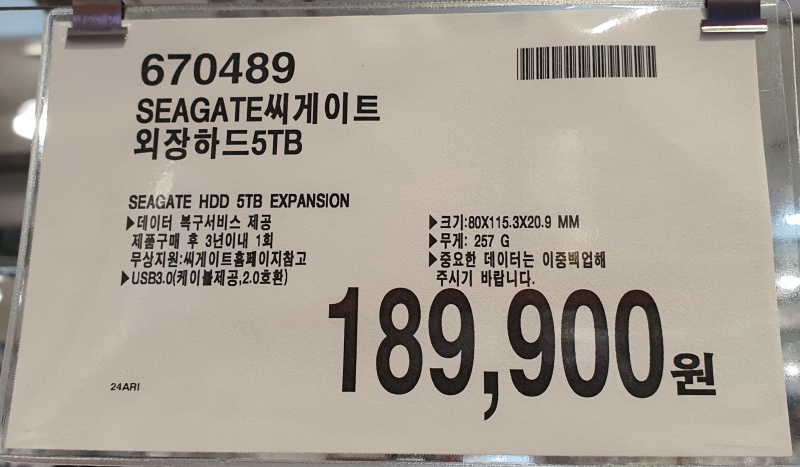 670489
SEAGATE씨게이트
외장하드5TB
SEAGATE HDD 5TB EXPANSION
▶데이터 복구서비스 제공
제품구매 후 3년이내 1회
무상지원:씨게이트홈페이지참고
▶USB3.0(케이블제공,2.0호환)
▶크기:80X115.3X20.9 MM
▶무게: 257 G
▶중요한 데이터는 이중백업해
주시기 바랍니다.
189,900원
24ARI